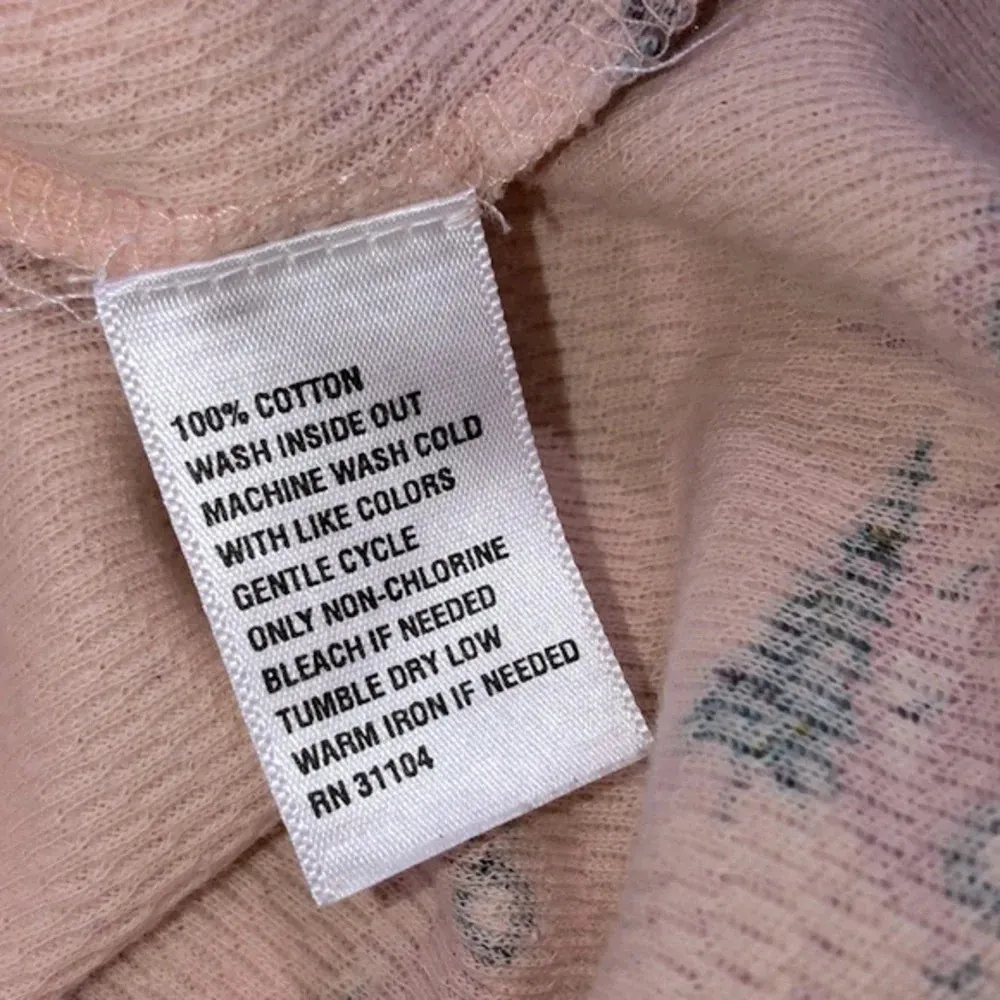 100% COTTON
WASH INSIDE OUT
MACHINE WASH COLD
WITH LIKE COLORS
GENTLE CYCLE
ONLY NON-CHLORINE
BLEACH IF NEEDED
TUMBLE DRY LOW
WARM IRON IF NEEDED
RN 31104